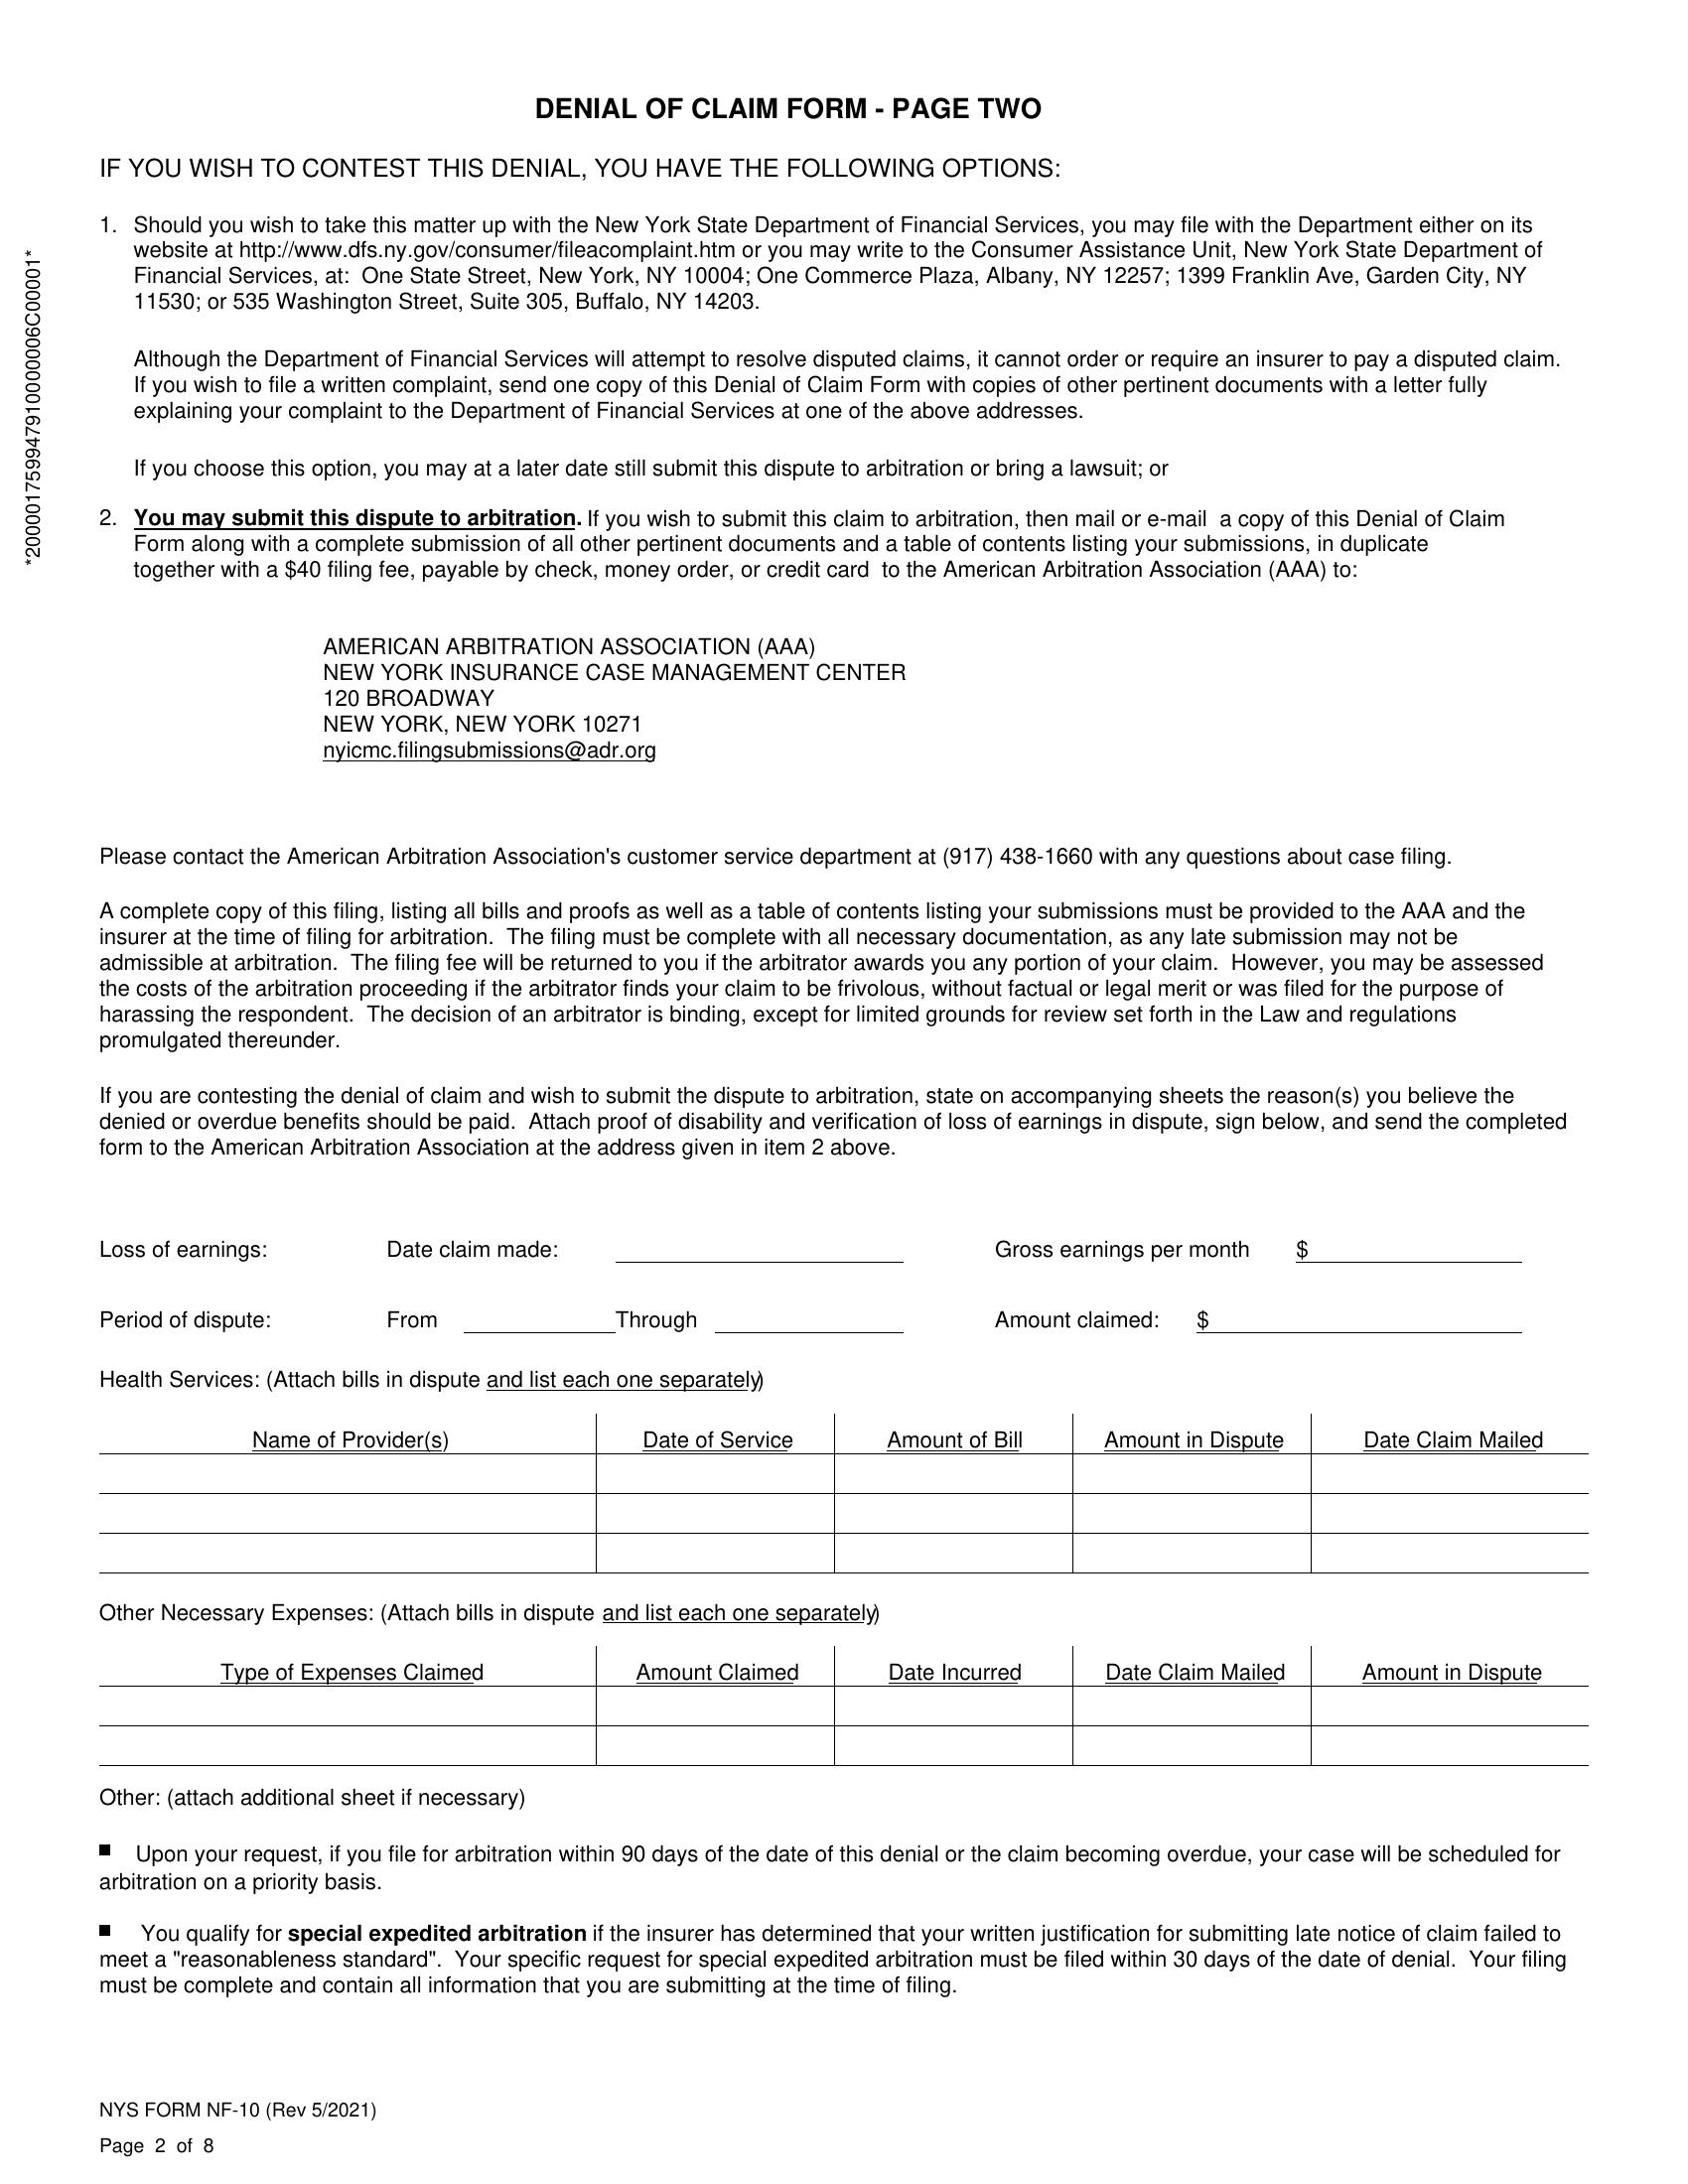 DENIAL OF CLAIM FORM - PAGE TWO
IF YOU WISH TO CONTEST THIS DENIAL, YOU HAVE THE FOLLOWING OPTIONS:
1. Should you wish to take this matter up with the New York State Department of Financial Services, you may file with the Department either on its
website at http://www.dfs.ny.gov/consumer/fileacomplaint.htm or you may write to the Consumer Assistance Unit, New York State Department of
Financial Services, at: One State Street, New York, NY 10004; One Commerce Plaza, Albany, NY 12257; 1399 Franklin Ave, Garden City, NY
11530; or 535 Washington Street, Suite 305, Buffalo, NY 14203.
*200001759947910000006C00001*
Although the Department of Financial Services will attempt to resolve disputed claims, it cannot order or require an insurer to pay a disputed claim.
If you wish to file a written complaint, send one copy of this Denial of Claim Form with copies of other pertinent documents with a letter fully
explaining your complaint to the Department of Financial Services at one of the above addresses.
If you choose this option, you may at a later date still submit this dispute to arbitration or bring a lawsuit; or
2. You may submit this dispute to arbitration. If you wish to submit this claim to arbitration, then mail or e-mail a copy of this Denial of Claim
Form along with a complete submission of all other pertinent documents and a table of contents listing your submissions, in duplicate
together with a $40 filing fee, payable by check, money order, or credit card to the American Arbitration Association (AAA) to:
AMERICAN ARBITRATION ASSOCIATION (AAA)
NEW YORK INSURANCE CASE MANAGEMENT CENTER
120 BROADWAY
NEW YORK, NEW YORK 10271
nyicmc.filingsubmissions@adr.org
Please contact the American Arbitration Association's customer service department at (917) 438-1660 with any questions about case filing.
A complete copy of this filing, listing all bills and proofs as well as a table of contents listing your submissions must be provided to the AAA and the
insurer at the time of filing for arbitration. The filing must be complete with all necessary documentation, as any late submission may not be
admissible at arbitration. The filing fee will be returned to you if the arbitrator awards you any portion of your claim. However, you may be assessed
the costs of the arbitration proceeding if the arbitrator finds your claim to be frivolous, without factual or legal merit or was filed for the purpose of
harassing the respondent. The decision of an arbitrator is binding, except for limited grounds for review set forth in the Law and regulations
promulgated thereunder.
If you are contesting the denial of claim and wish to submit the dispute to arbitration, state on accompanying sheets the reason(s) you believe the
denied or overdue benefits should be paid. Attach proof of disability and verification of loss of earnings in dispute, sign below, and send the completed
form to the American Arbitration Association at the address given in item 2 above.
Loss of earnings: Date claim made: Gross earnings per month $
Period of dispute: From Through Amount claimed: $
Health Services: (Attach bills in dispute and list each one separately)
Name of Provider(s) Date of Service Amount of Bill Amount in Dispute Date Claim Mailed
Other Necessary Expenses: (Attach bills in dispute and list each one separately)
Type of Expenses Claimed Amount Claimed Date Incurred Date Claim Mailed Amount in Dispute
Other: (attach additional sheet if necessary)
■ Upon your request, if you file for arbitration within 90 days of the date of this denial or the claim becoming overdue, your case will be scheduled for
arbitration on a priority basis.
■ You qualify for special expedited arbitration if the insurer has determined that your written justification for submitting late notice of claim failed to
meet a "reasonableness standard". Your specific request for special expedited arbitration must be filed within 30 days of the date of denial. Your filing
must be complete and contain all information that you are submitting at the time of filing.
NYS FORM NF-10 (Rev 5/2021)
Page 2 of 8